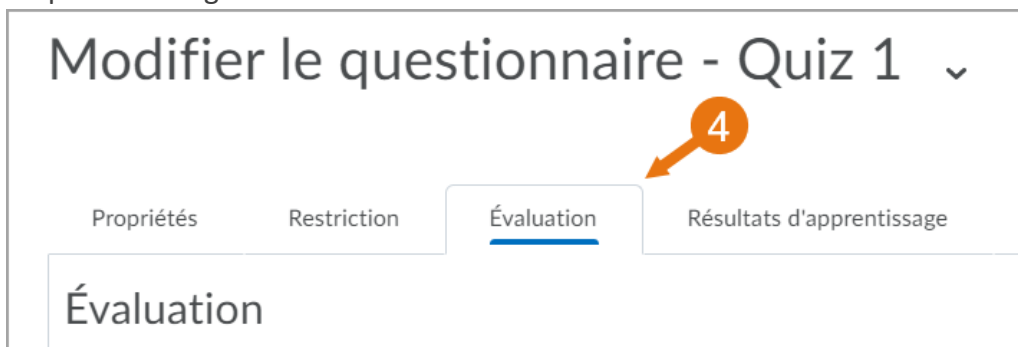 Modifier le questionnaire - Quiz 1
4
Propriétés Restriction Évaluation Résultats d'apprentissage
Évaluation